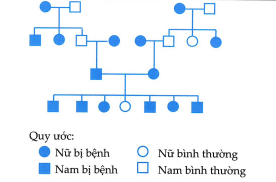 Quy ước:
Nữ bị bệnh Nữ bình thường
Nam bị bệnh Nam bình thường